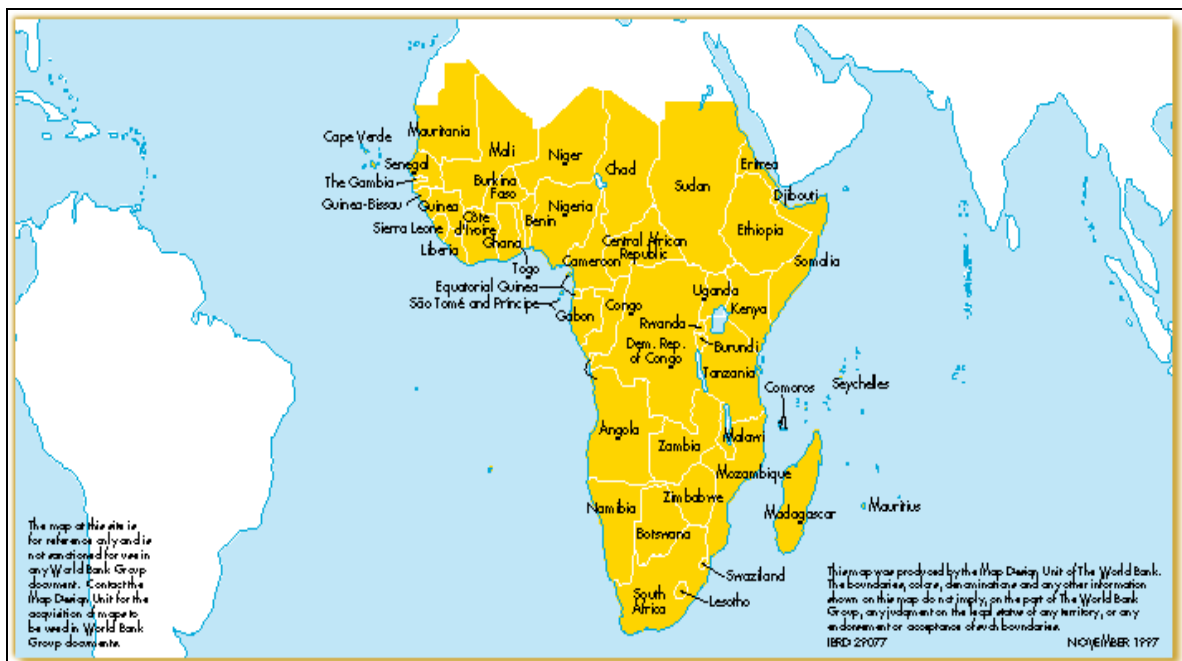 Cape Verde
Mauritania
Mali
Niger
Chad
Sudan
Eritrea
Djibouti
Senegal
The Gambia
Guinea-Bissau
Guinea
Sierra Leone
Liberia
Burkina
Faso
Côte
d'Ivoire
Ghana
Togo
Benin
Nigeria
Cameroon
Central African
Republic
Ethiopia
Somalia
Equatorial Guinea
São Tomé and Príncipe
Gabon
Congo
Uganda
Kenya
Rwanda
Burundi
Dem. Rep.
of Congo
Tanzania
Comoros
Seychelles
Angola
Zambia
Malawi
Mozambique
Zimbabwe
Namibia
Botswana
Madagascar
Mauritius
Swaziland
Lesotho
South
Africa
The map at this site is
for reference only and is
not sanctioned for use in
any World Bank Group
document. Contact the
Map Design Unit for the
acquisition of maps to
be used in World Bank
Group documents.
This map was produced by the Map Design Unit of The World Bank.
The boundaries, colors, denominations and any other information
shown on this map do not imply, on the part of The World Bank
Group, any judgment on the legal status of any territory, or any
endorsement or acceptance of such boundaries.
IBRD 29077
NOVEMBER 1997